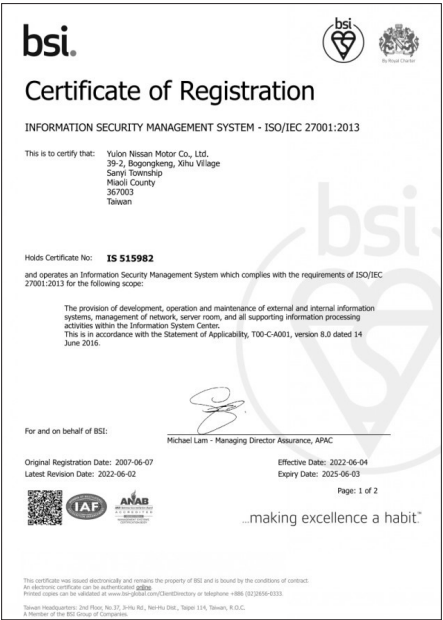 bsi.
bsi
By Royal Charter
Certificate of Registration
INFORMATION SECURITY MANAGEMENT SYSTEM - ISO/IEC 27001:2013
This is to certify that: Yulon Nissan Motor Co., Ltd.
39-2, Bogongkeng, Xihu Village
Sanyi Township
Miaoli County
367003
Taiwan
bsi
Holds Certificate No: IS 515982
and operates an Information Security Management System which complies with the requirements of ISO/IEC
27001:2013 for the following scope:
The provision of development, operation and maintenance of external and internal information
systems, management of network, server room, and all supporting information processing
activities within the Information System Center.
This is in accordance with the Statement of Applicability, T00-C-A001, version 8.0 dated 14
June 2016.
For and on behalf of BSI:
Michael Lam - Managing Director Assurance, APAC
Original Registration Date: 2007-06-07 Effective Date: 2022-06-04
Latest Revision Date: 2022-06-02 Expiry Date: 2025-06-03
Page: 1 of 2
IAF
ANAB
ACCREDITED
...making excellence a habit.™
This certificate was issued electronically and remains the property of BSI and is bound by the conditions of contract.
An electronic certificate can be authenticated online.
Printed copies can be validated at www.bsi-global.com/ClientDirectory or telephone +886 (02)2656-0333.
Taiwan Headquarters: 2nd Floor, No.37, Ji-Hu Rd., Nei-Hu Dist., Taipei 114, Taiwan, R.O.C.
A Member of the BSI Group of Companies.